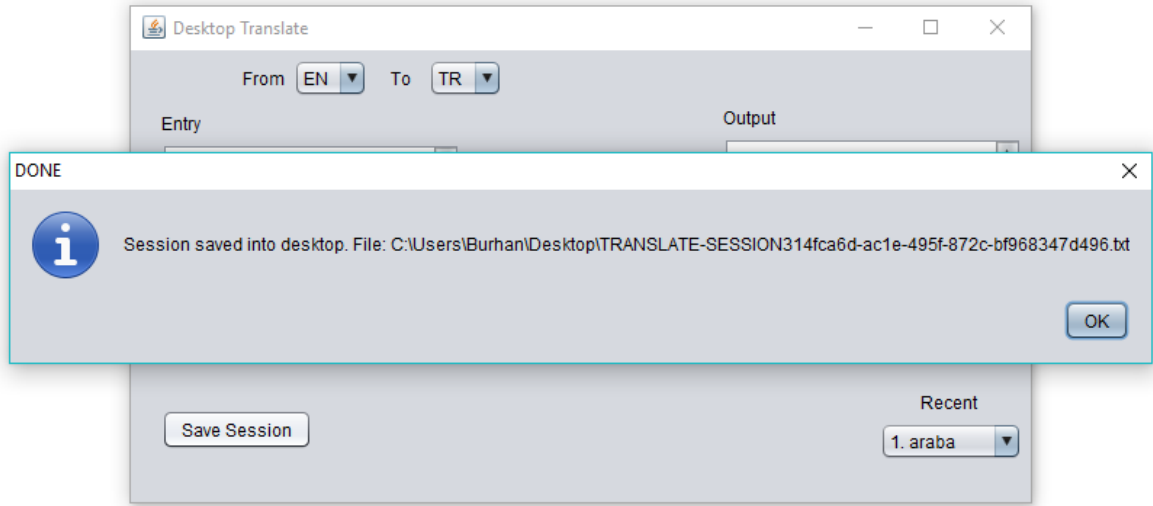 Desktop Translate
From EN To TR
Entry Output
DONE
Session saved into desktop. File: C:\Users\Burhan\Desktop\TRANSLATE-SESSION314fca6d-ac1e-495f-872c-bf968347d496.txt
OK
Recent
Save Session 1. araba